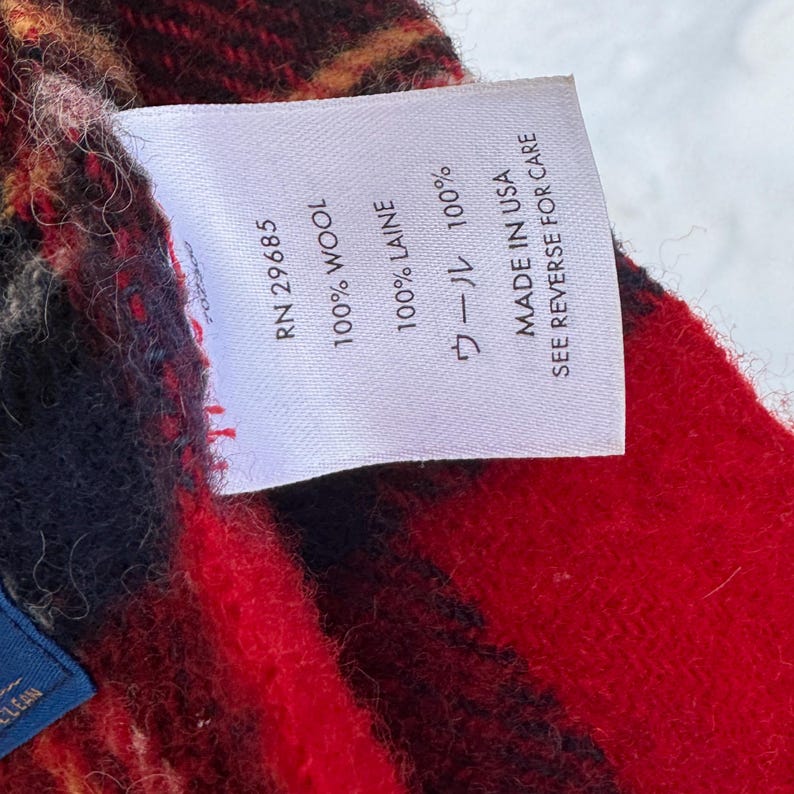 RN 29685
100% WOOL
100% LAINE
ウール 100%
MADE IN USA
SEE REVERSE FOR CARE